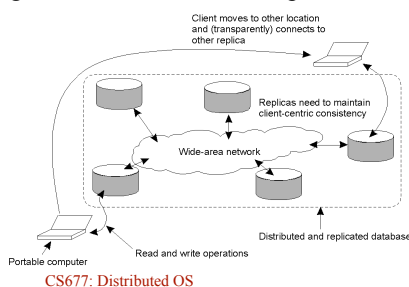 Client moves to other location
and (transparently) connects to
other replica
Replicas need to maintain
client-centric consistency
Wide-area network
Distributed and replicated database
Read and write operations
Portable computer
CS677: Distributed OS